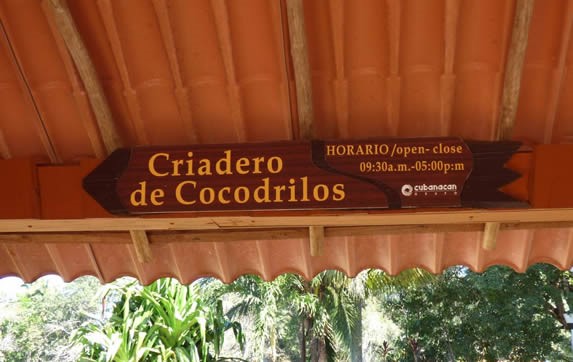 Criadero
de Cocodrilos
HORARIO /open- close
09:30a.m.-05:00p:m
cubanacan